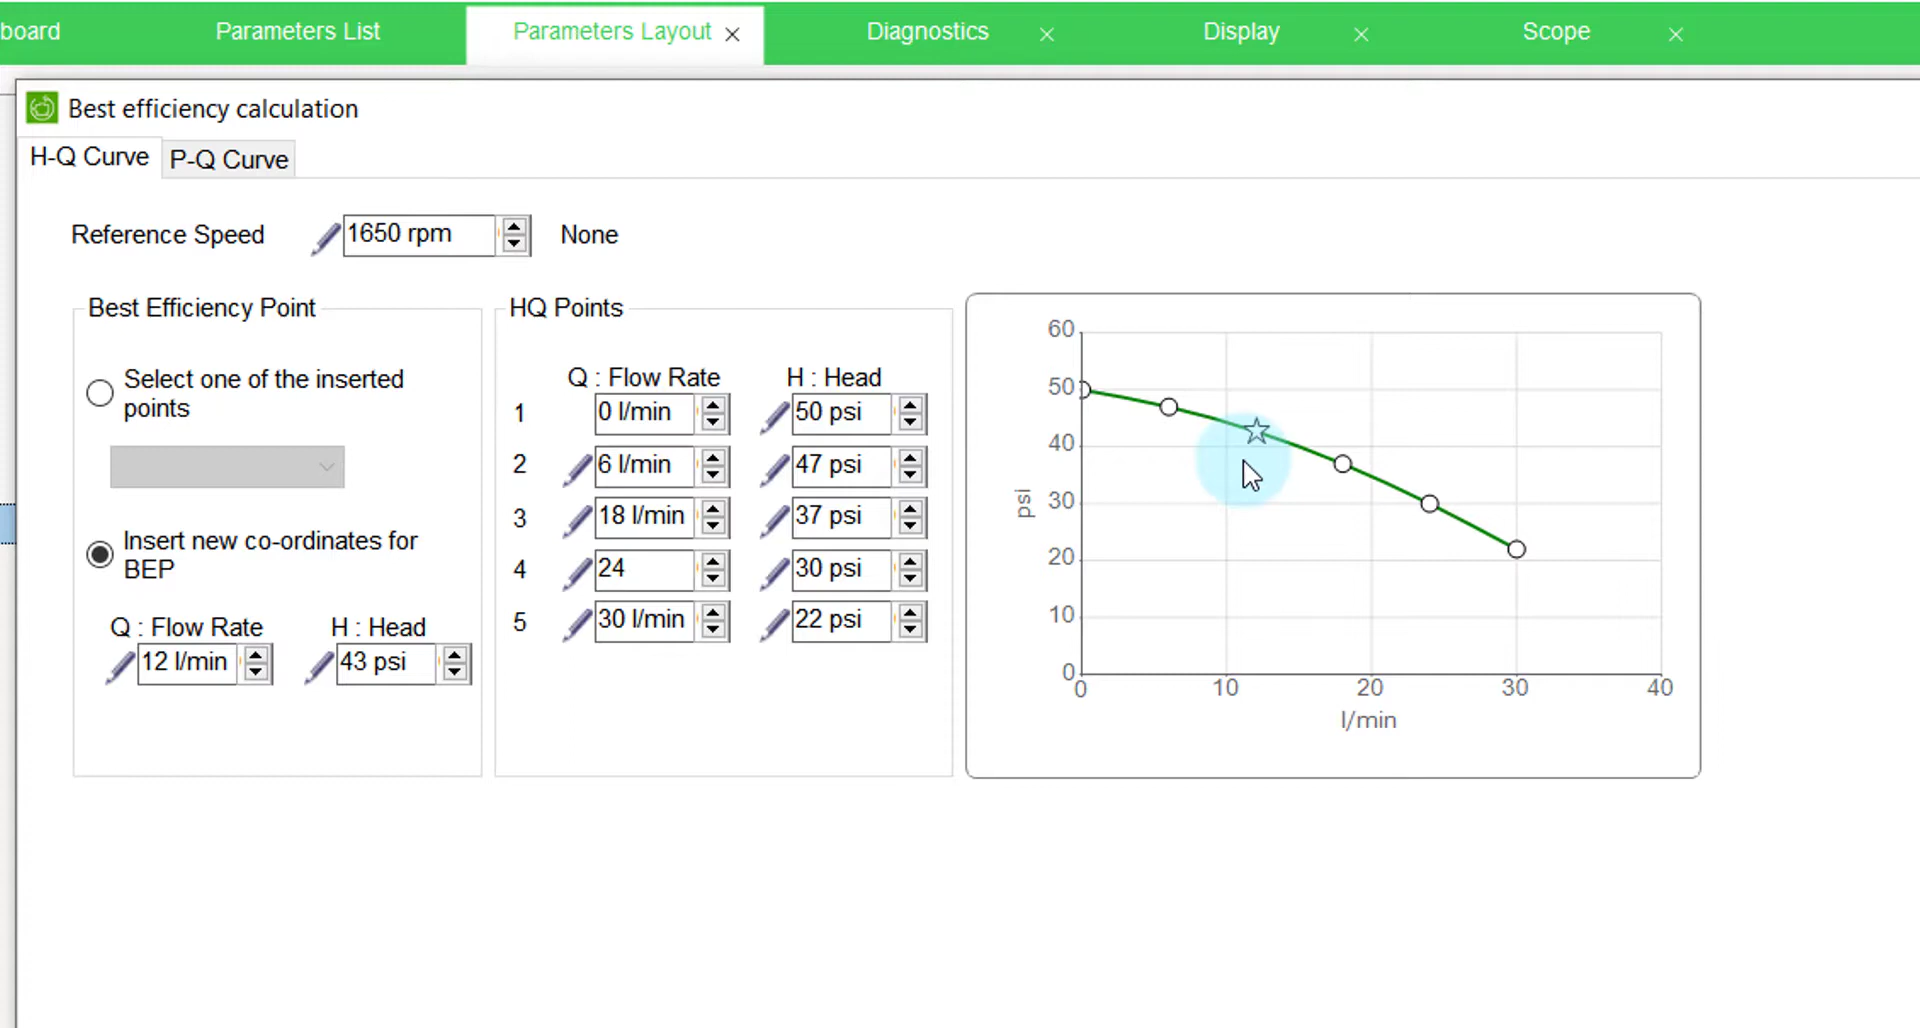 board Parameters List Parameters Layout Diagnostics Display Scope
Best efficiency calculation
H-Q Curve P-Q Curve
Reference Speed 1650 rpm None
Best Efficiency Point
Select one of the inserted
points
Insert new co-ordinates for
BEP
Q : Flow Rate H : Head
12 l/min 43 psi
HQ Points
Q : Flow Rate H : Head
1 0 l/min 50 psi
2 6 l/min 47 psi
3 18 l/min 37 psi
4 24 30 psi
5 30 l/min 22 psi
60
50
40
30
20
10
0
psi
0 10 20 30 40
l/min